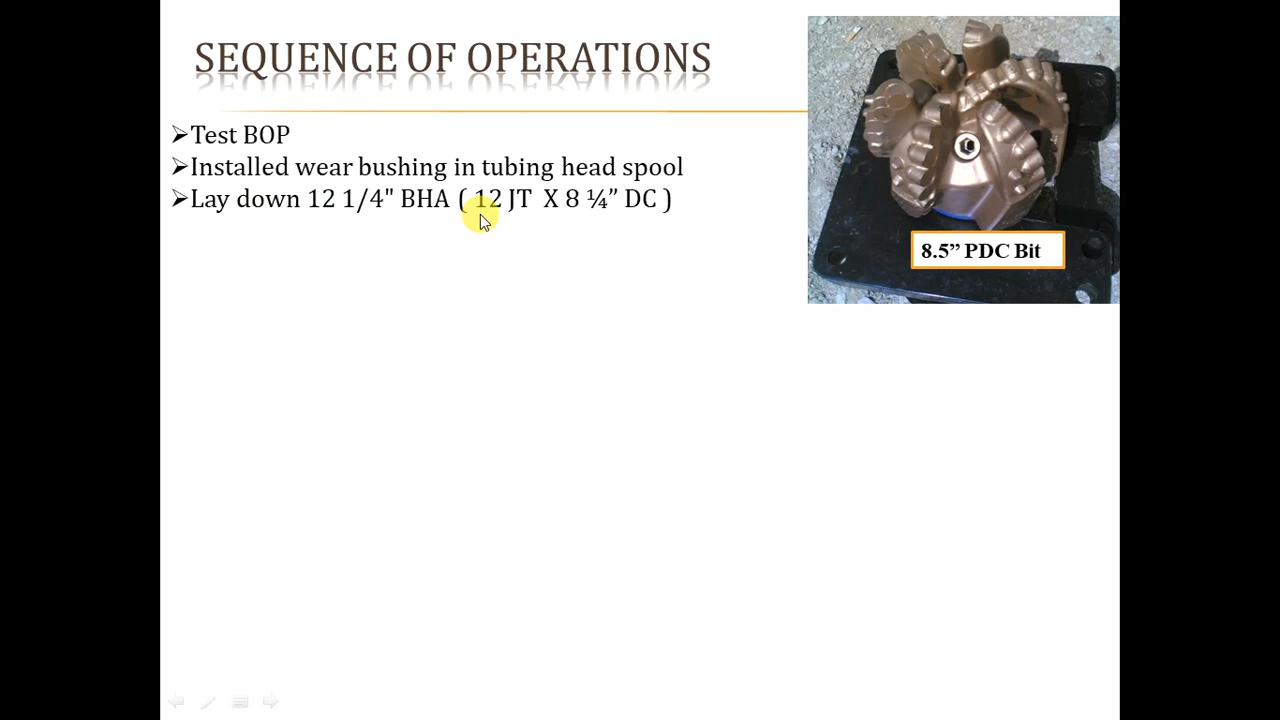 SEQUENCE OF OPERATIONS
➢Test BOP
➢Installed wear bushing in tubing head spool
➢Lay down 12 1/4" BHA ( 12 JT X 8 ¼” DC )
8.5” PDC Bit